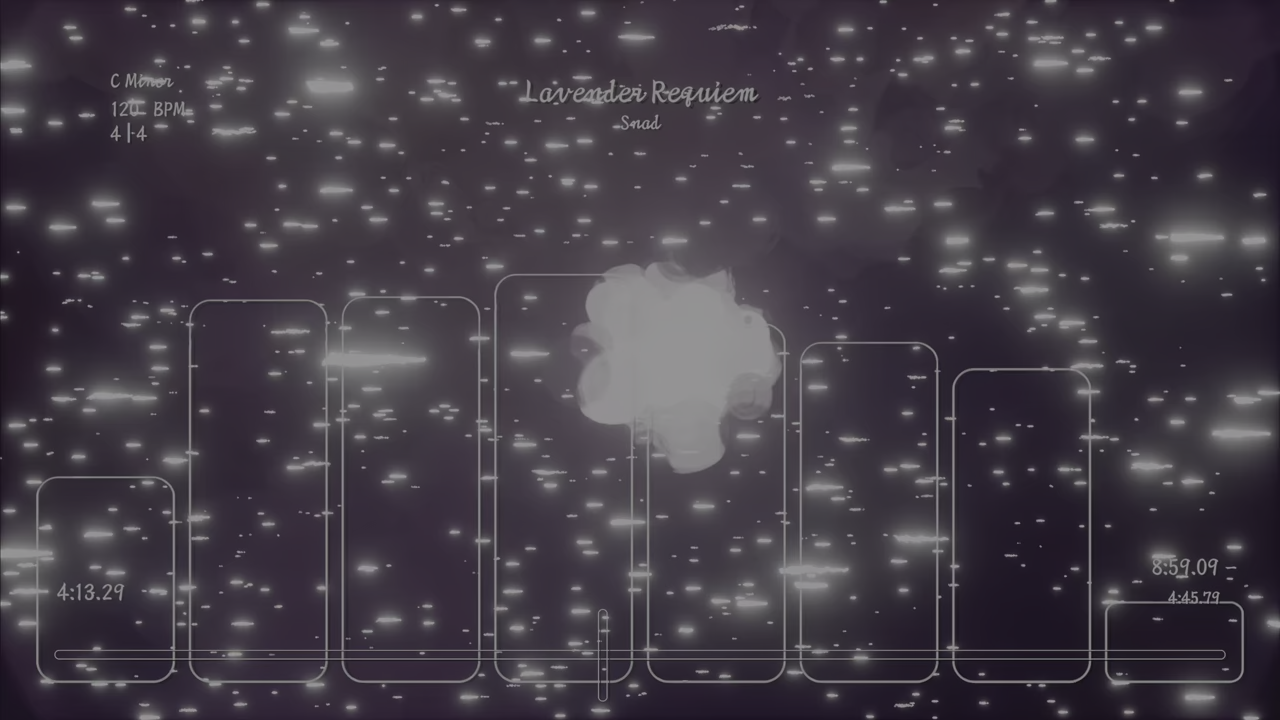 C Minor
120 BPM
4 | 4
Lavender Requiem
Snad
4:13.29
8:59.09 -
4:45.79